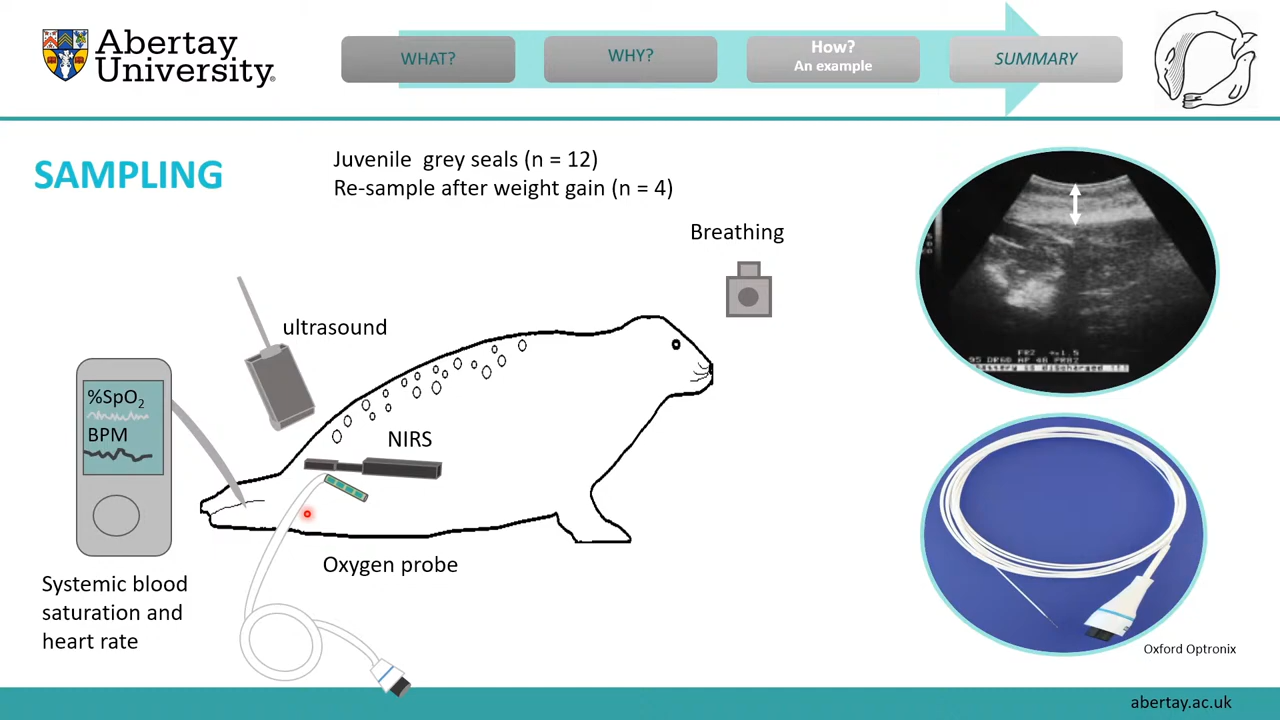 Abertay
University.
WHAT?
WHY?
How?
An example
SUMMARY
SAMPLING
Juvenile grey seals (n = 12)
Re-sample after weight gain (n = 4)
Breathing
ultrasound
%SpO₂
BPM
NIRS
Oxygen probe
Systemic blood
saturation and
heart rate
Oxford Optronix
abertay.ac.uk